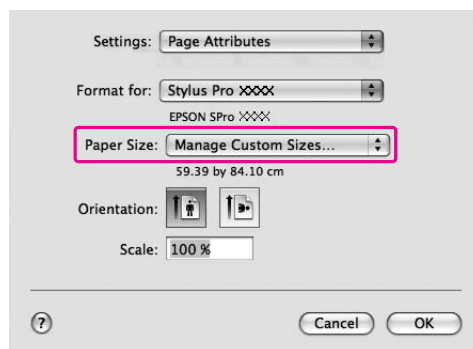 Settings: Page Attributes
Format for: Stylus Pro XXXX
EPSON SPro XXXX
Paper Size: Manage Custom Sizes...
59.39 by 84.10 cm
Orientation:
Scale: 100 %
? Cancel OK